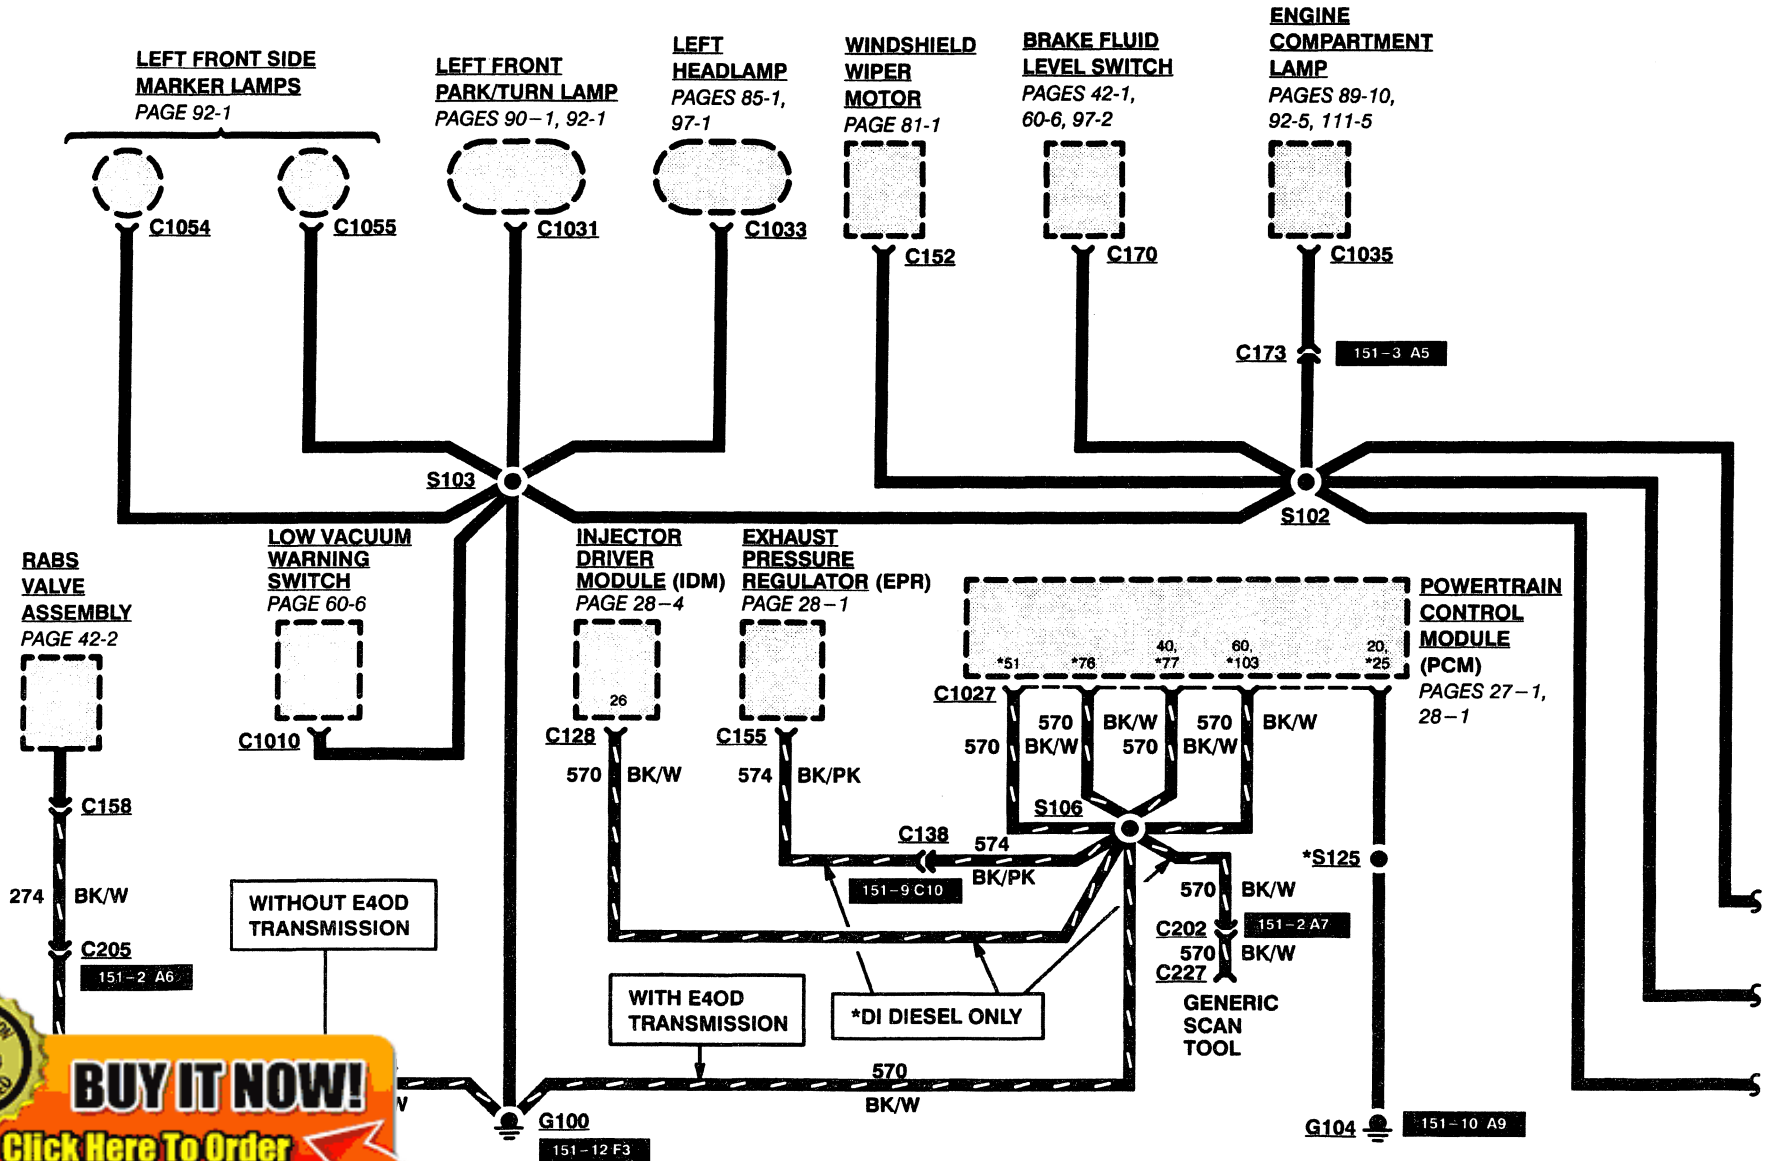 LEFT FRONT SIDE
MARKER LAMPS
PAGE 92-1
LEFT FRONT
PARK/TURN LAMP
PAGES 90-1, 92-1
LEFT
HEADLAMP
PAGES 85-1,
97-1
WINDSHIELD
WIPER
MOTOR
PAGE 81-1
BRAKE FLUID
LEVEL SWITCH
PAGES 42-1,
60-6, 97-2
ENGINE
COMPARTMENT
LAMP
PAGES 89-10,
92-5, 111-5
C1054
C1055
C1031
C1033
C152
C170
C1035
C173
151-3 A5
S103
S102
RABS
VALVE
ASSEMBLY
PAGE 42-2
LOW VACUUM
WARNING
SWITCH
PAGE 60-6
INJECTOR
DRIVER
MODULE (IDM)
PAGE 28-4
26
EXHAUST
PRESSURE
REGULATOR (EPR)
PAGE 28-1
POWERTRAIN
CONTROL
MODULE
(PCM)
PAGES 27-1,
28-1
40, 60, 20,
*51 *76 *77 *103 *25
C1027
C1010
C128
C155
570 BK/W 570 BK/W
570 BK/W 570 BK/W
570 BK/W
574 BK/PK
C158
S106
C138
574
BK/PK
151-9 C10
*S125
274 BK/W
570 BK/W
WITHOUT E4OD
TRANSMISSION
C205
151-2 A6
C202
151-2 A7
570 BK/W
C227
GENERIC
SCAN
TOOL
WITH E4OD
TRANSMISSION
*DI DIESEL ONLY
570
BK/W
W
G100
151-12 F3
G104
151-10 A9
BUY IT NOW!
Click Here To Order